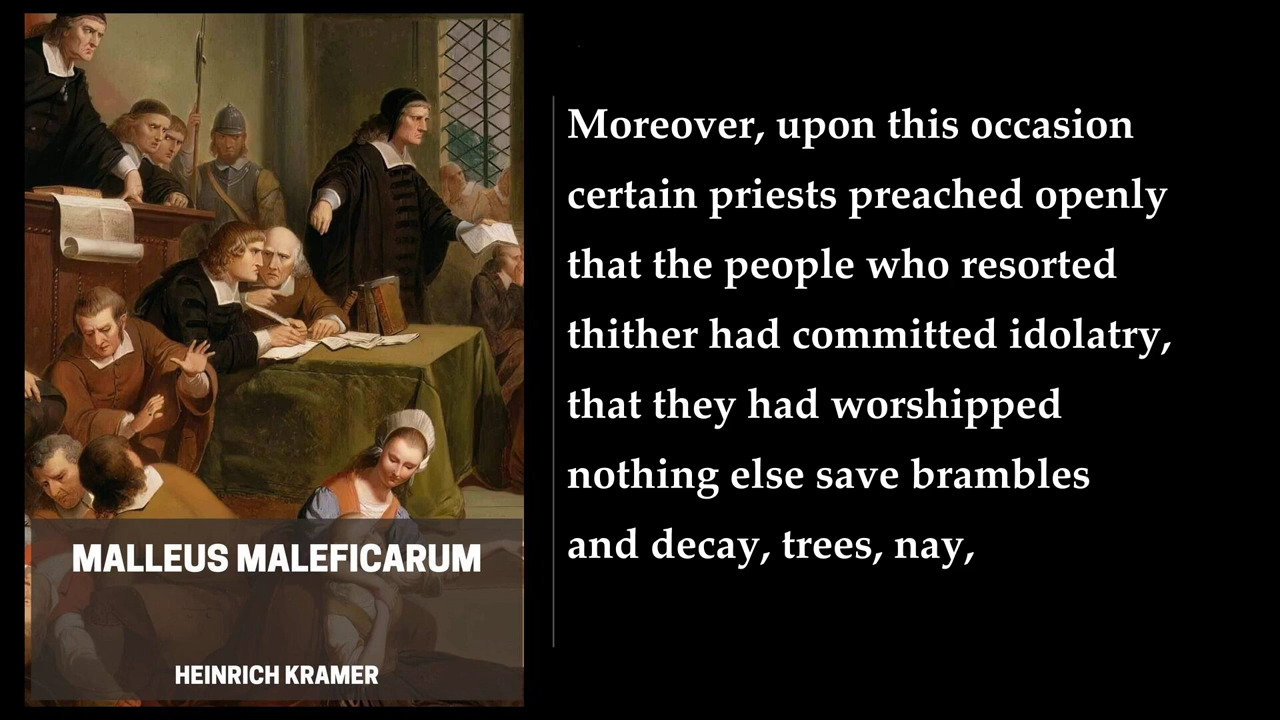 MALLEUS MALEFICARUM
HEINRICH KRAMER
Moreover, upon this occasion
certain priests preached openly
that the people who resorted
thither had committed idolatry,
that they had worshipped
nothing else save brambles
and decay, trees, nay,